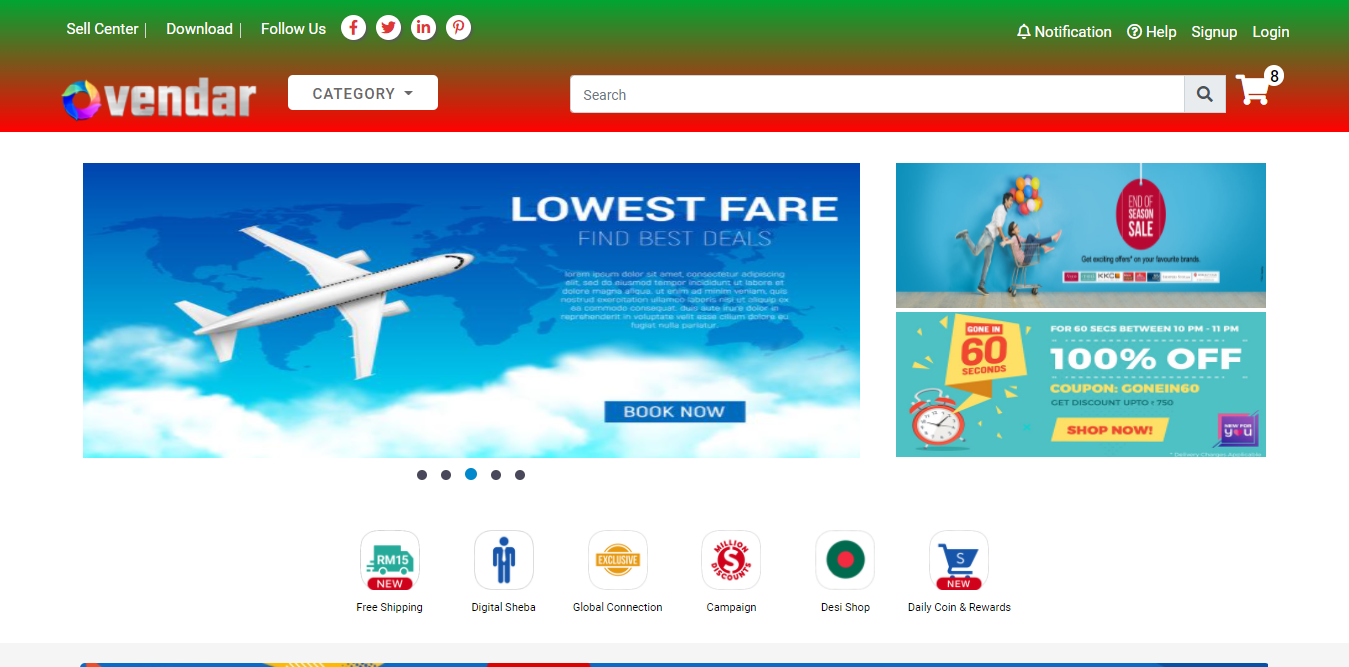 Sell Center | Download | Follow Us
Notification Help Signup Login
vendar
CATEGORY
Search
8
LOWEST FARE
FIND BEST DEALS
lorem ipsum dolor sit amet, consectetur adipiscing
elit, sed do eiusmod tempor incididunt ut labore et
dolore magna aliqua. ut enim ad minim veniam, quis
nostrud exercitation ullamco laboris nisi ut aliquip ex
ea commodo consequat. duis aute irure dolor in
reprehenderit in voluptate velit esse cillum dolore eu
fugiat nulla pariatur.
BOOK NOW
END OF
SEASON
SALE
Get exciting offers* on your favourite brands.
GONE IN
60
SECONDS
FOR 60 SECS BETWEEN 10 PM - 11 PM
100% OFF
COUPON: GONEIN60
GET DISCOUNT UPTO ₹ 750
SHOP NOW!
NEW FOR
you
* Delivery Charges Applicable
RM15
NEW
Free Shipping
Digital Sheba
EXCLUSIVE
Global Connection
MILLION
S
DISCOUNTS
Campaign
Desi Shop
S
NEW
Daily Coin & Rewards